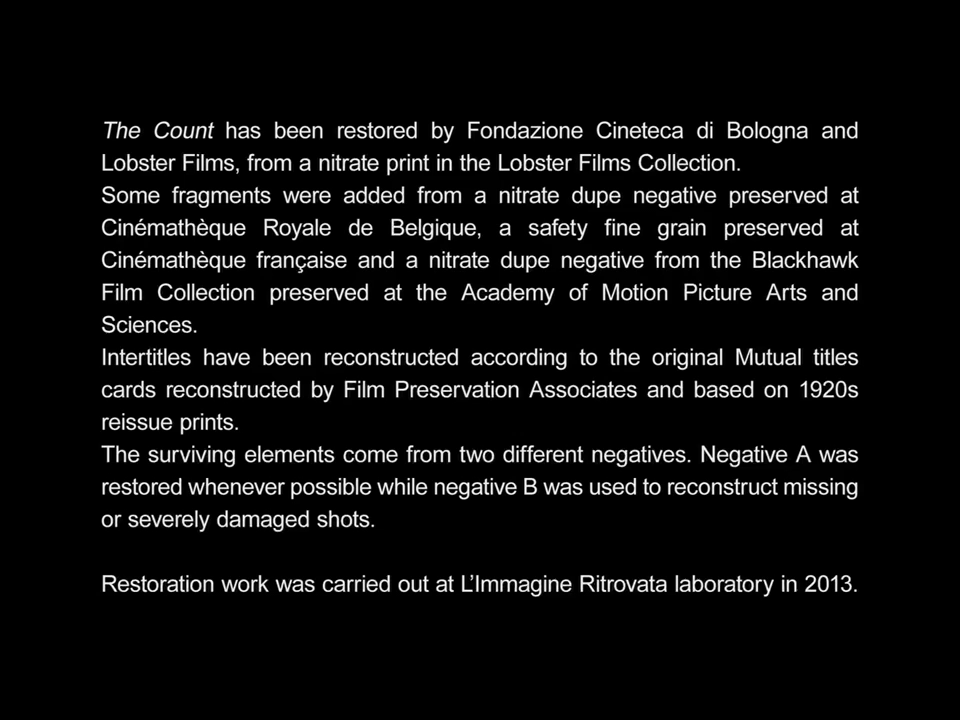 The Count has been restored by Fondazione Cineteca di Bologna and
Lobster Films, from a nitrate print in the Lobster Films Collection.
Some fragments were added from a nitrate dupe negative preserved at
Cinémathèque Royale de Belgique, a safety fine grain preserved at
Cinémathèque française and a nitrate dupe negative from the Blackhawk
Film Collection preserved at the Academy of Motion Picture Arts and
Sciences.
Intertitles have been reconstructed according to the original Mutual titles
cards reconstructed by Film Preservation Associates and based on 1920s
reissue prints.
The surviving elements come from two different negatives. Negative A was
restored whenever possible while negative B was used to reconstruct missing
or severely damaged shots.
Restoration work was carried out at L’Immagine Ritrovata laboratory in 2013.